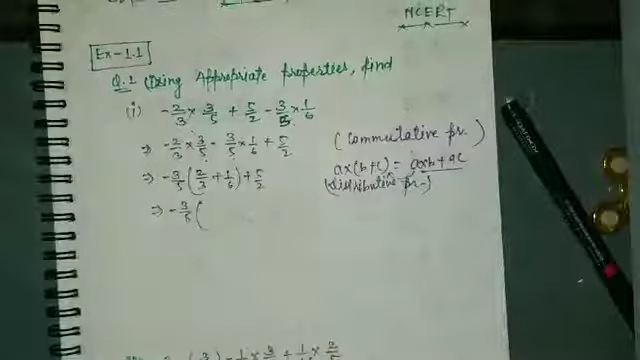 NCERT
Ex-1.1
Q.1 Using Appropriate properties, find
(i) -2/3 × 3/5 + 5/2 - 3/5 × 1/6
⇒ -2/3 × 3/5 - 3/5 × 1/6 + 5/2 (Commutative pr.)
⇒ -3/5 (2/3 + 1/6) + 5/2 a×(b+c) = a×b + ac
(distributive pr.)
⇒ -3/5 (